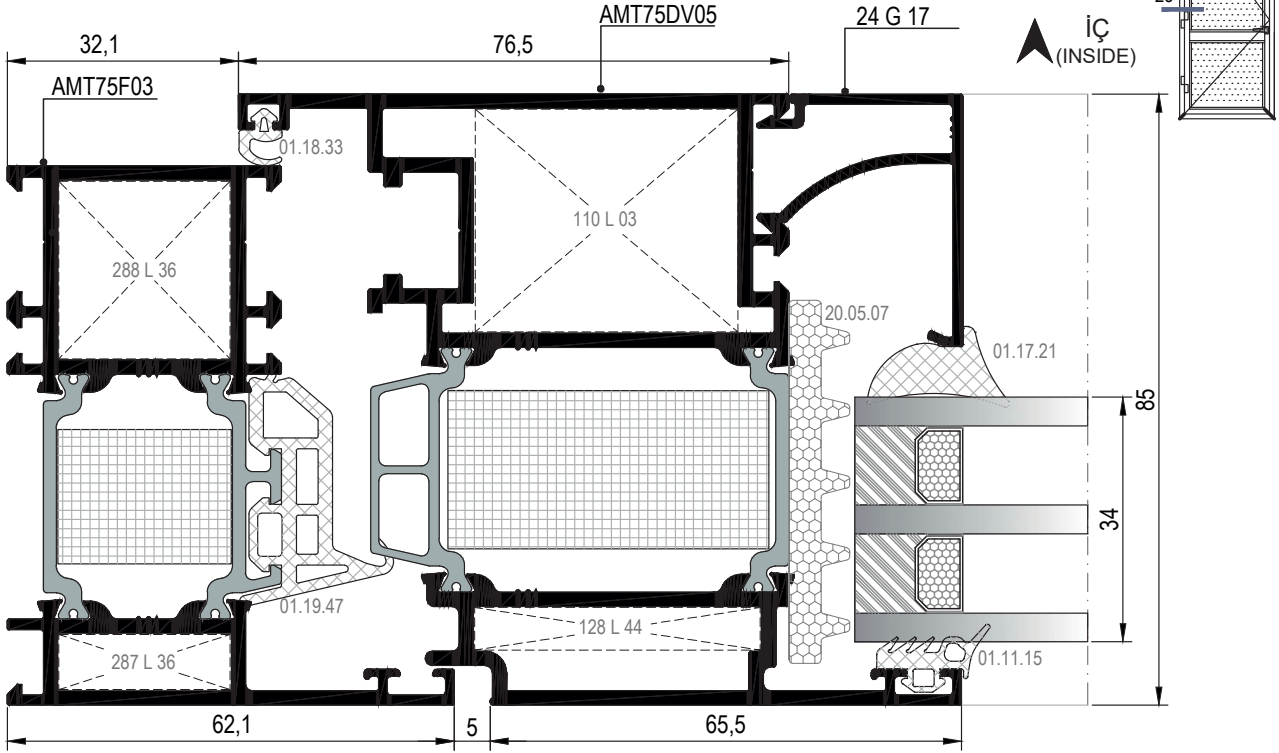 AMT75DV05
24 G 17
İÇ
(INSIDE)
32,1
76,5
AMT75F03
01.18.33
110 L 03
288 L 36
20.05.07
01.17.21
85
34
01.19.47
128 L 44
287 L 36
01.11.15
62,1
5
65,5